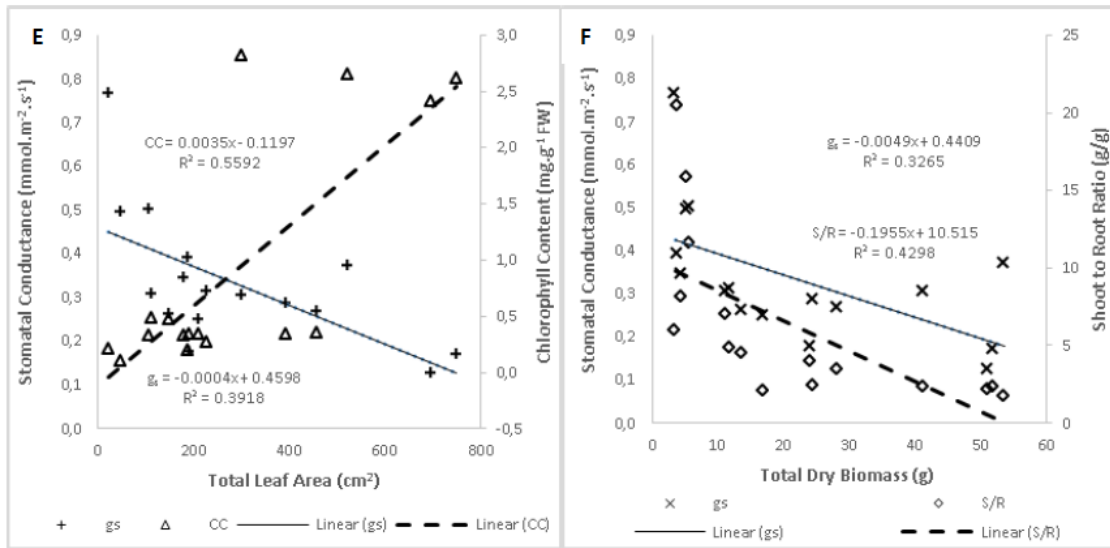 E
0,9
0,8
0,7
0,6
0,5
0,4
0,3
0,2
0,1
0,0
Stomatal Conductance (mmol.m⁻².s⁻¹)
3,0
2,5
2,0
1,5
1,0
0,5
0,0
-0,5
Chlorophyll Content (mg.g⁻¹ FW)
CC= 0.0035x- 0.1197
R² = 0.5592
gₛ = -0.0004x+ 0.4598
R² = 0.3918
0 200 400 600 800
Total Leaf Area (cm²)
gs CC Linear (gs) Linear (CC)
F
0,9
0,8
0,7
0,6
0,5
0,4
0,3
0,2
0,1
0,0
Stomatal Conductance (mmol.m⁻².s⁻¹)
25
20
15
10
5
0
Shoot to Root Ratio (g/g)
gₛ = -0.0049x+ 0.4409
R² = 0.3265
S/R= -0.1955x+ 10.515
R² = 0.4298
0 10 20 30 40 50 60
Total Dry Biomass (g)
gs S/R
Linear (gs) Linear (S/R)